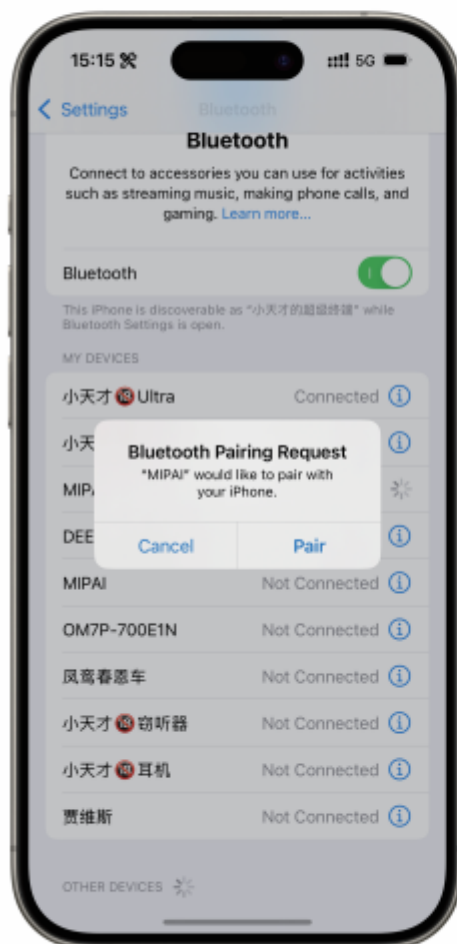 15:15
5G
Settings
Bluetooth
Bluetooth
Connect to accessories you can use for activities
such as streaming music, making phone calls, and
gaming. Learn more...
Bluetooth
This iPhone is discoverable as "小天才的超级终端" while
Bluetooth Settings is open.
MY DEVICES
小天才🔞Ultra
Connected
小天
Bluetooth Pairing Request
"MIPAI" would like to pair with
your iPhone.
MIPA
DEE
Cancel
Pair
MIPAI
Not Connected
OM7P-700E1N
Not Connected
凤鸾春恩车
Not Connected
小天才🔞窃听器
Not Connected
小天才🔞耳机
Not Connected
贾维斯
Not Connected
OTHER DEVICES